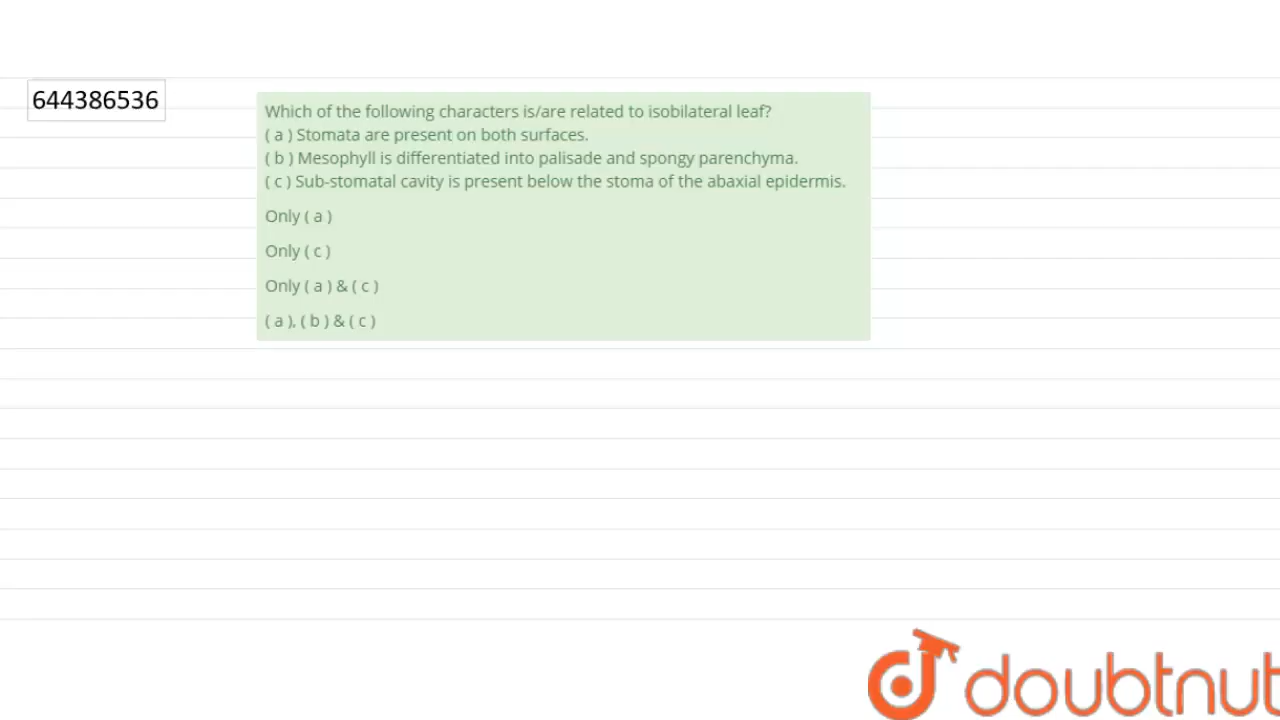 644386536
Which of the following characters is/are related to isobilateral leaf?
( a ) Stomata are present on both surfaces.
( b ) Mesophyll is differentiated into palisade and spongy parenchyma.
( c ) Sub-stomatal cavity is present below the stoma of the abaxial epidermis.
Only ( a )
Only ( c )
Only ( a ) & ( c )
( a ), ( b ) & ( c )
doubtnut